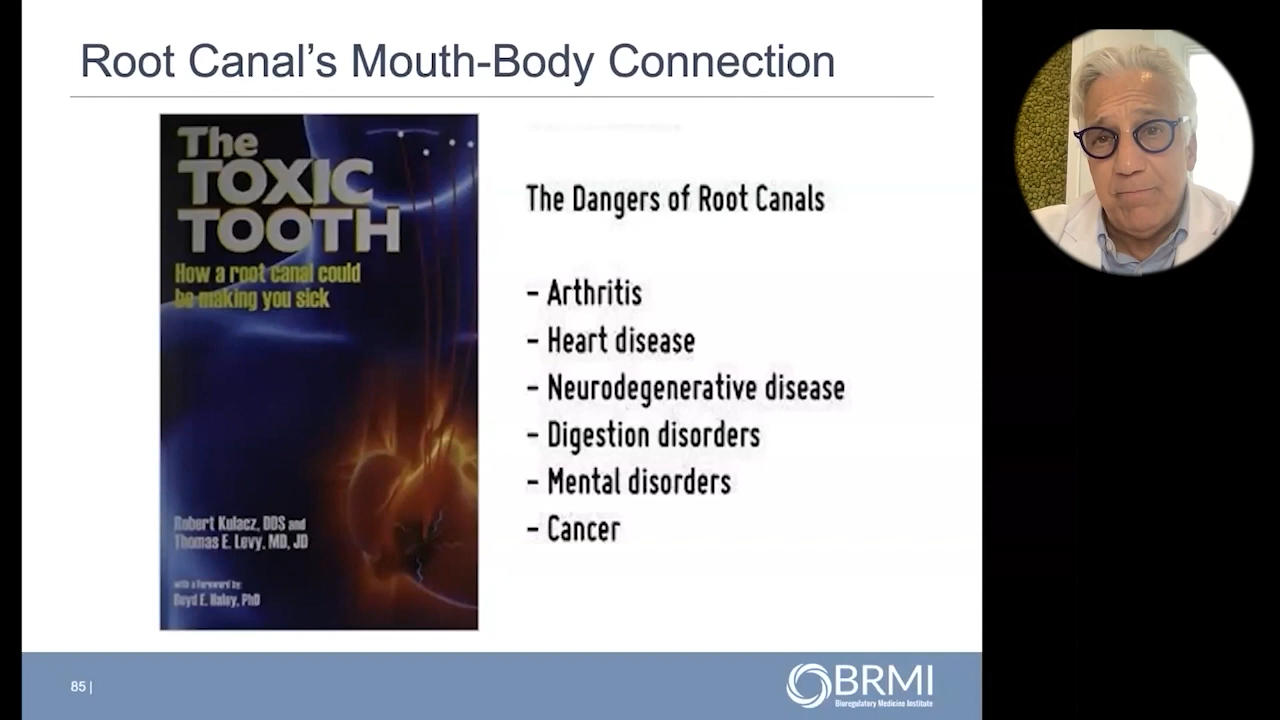 Root Canal's Mouth-Body Connection
The
TOXIC
TOOTH
How a root canal could
be making you sick
Robert Kulacz, DDS and
Thomas E. Levy, MD, JD
with a Foreword by:
Boyd E. Haley, PhD
The Dangers of Root Canals
– Arthritis
– Heart disease
– Neurodegenerative disease
– Digestion disorders
– Mental disorders
– Cancer
85 |
BRMI
Bioregulatory Medicine Institute